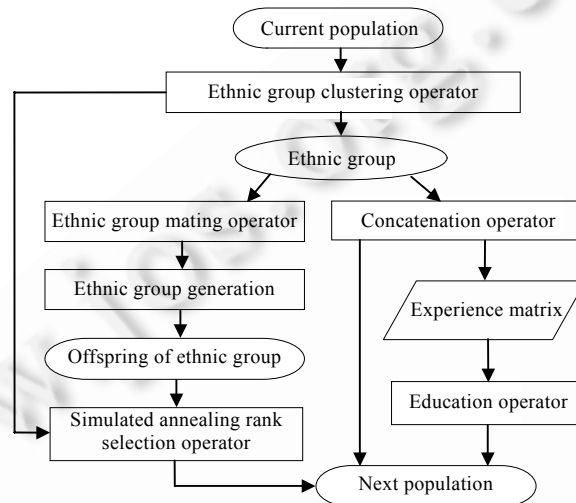 Current population
Ethnic group clustering operator
Ethnic group
Ethnic group mating operator
Concatenation operator
Ethnic group generation
Experience matrix
Offspring of ethnic group
Education operator
Simulated annealing rank
selection operator
Next population